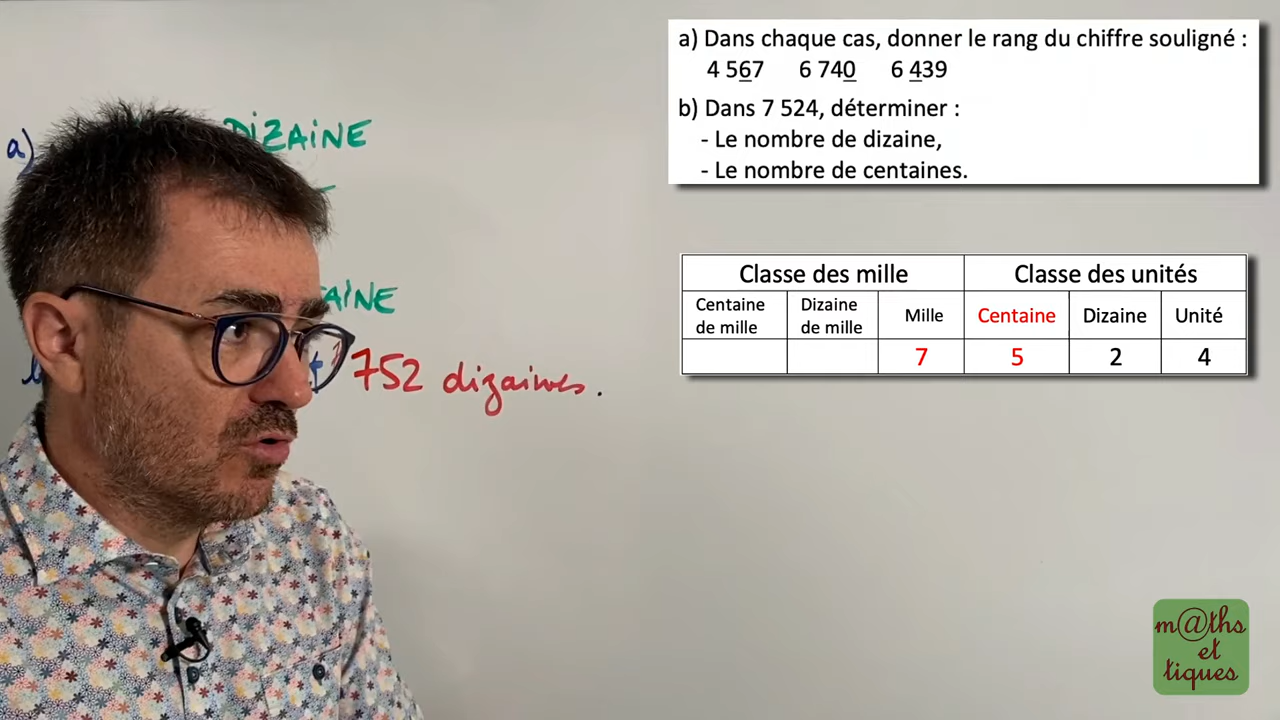 a) Dans chaque cas, donner le rang du chiffre souligné :
4 567 6 740 6 439
b) Dans 7 524, déterminer :
- Le nombre de dizaine,
- Le nombre de centaines.
a)
DIZAINE
752 dizaines.
Classe des mille Classe des unités
Centaine de mille Dizaine de mille Mille Centaine Dizaine Unité
7 5 2 4
m@ths
et
tiques